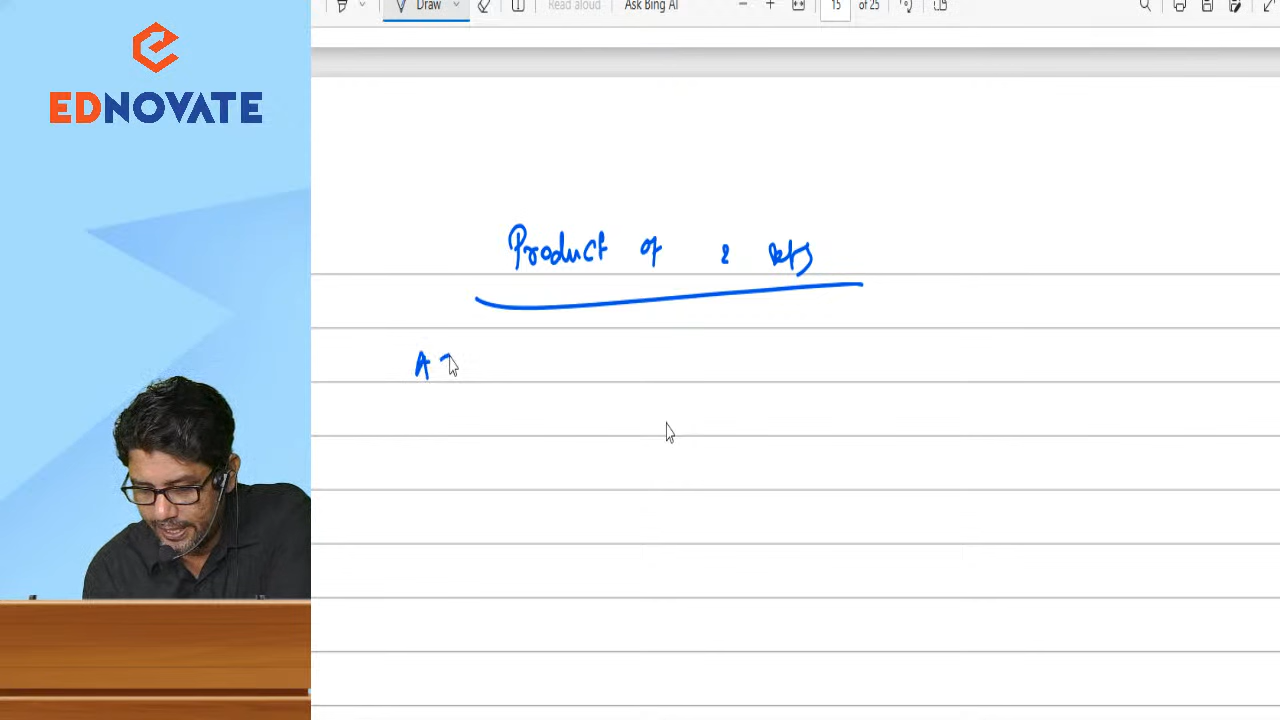 Draw
Read aloud
Ask Bing AI
15 of 25
EDNOVATE
Product of 2 sets
A